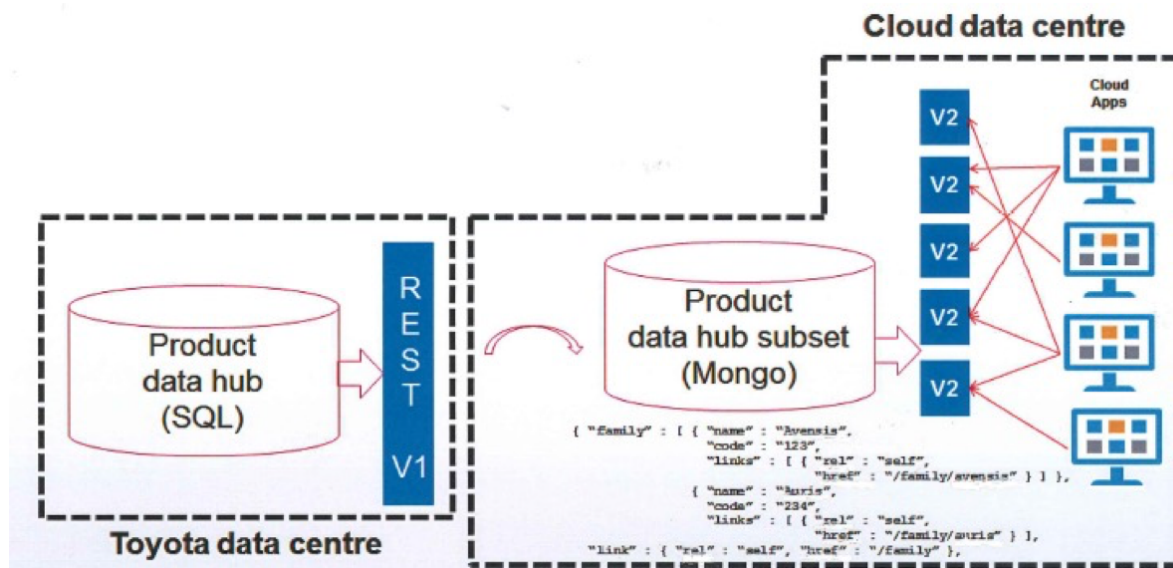 Cloud data centre
Cloud
Apps
V2
V2
V2
V2
V2
Product
data hub
(SQL)
R
E
S
T
V1
Product
data hub subset
(Mongo)
{ "family" : [ { "name" : "Avensis",
"code" : "123",
"links" : [ { "rel" : "self",
"href" : "/family/avensis" } ] },
{ "name" : "Auris",
"code" : "234",
"links" : [ { "rel" : "self",
"href" : "/family/auris" } ],
"link" : { "rel" : "self", "href" : "/family" },
Toyota data centre